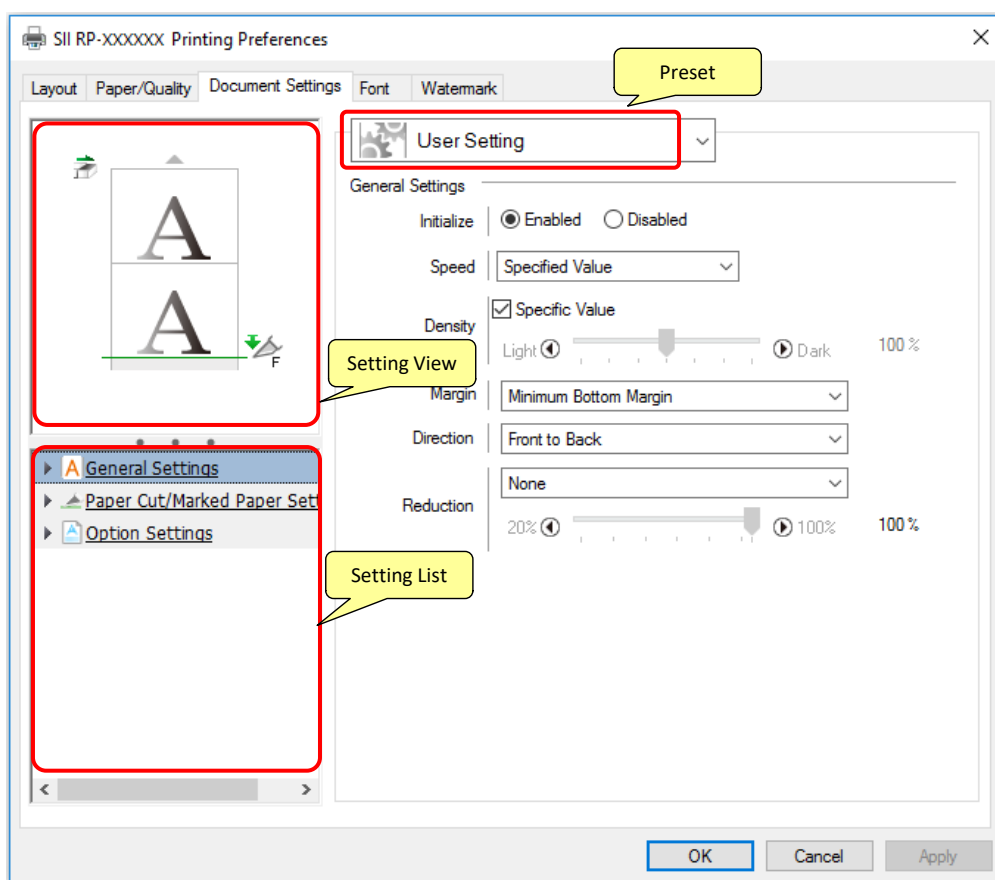 SII RP-XXXXXX Printing Preferences
Preset
Layout Paper/Quality Document Settings Font Watermark
User Setting
A
A
F
Setting View
General Settings
Initialize Enabled Disabled
Speed Specified Value
Density Specific Value
Light Dark 100 %
Margin Minimum Bottom Margin
Direction Front to Back
Reduction None
20% 100% 100 %
A General Settings
Paper Cut/Marked Paper Sett
A Option Settings
Setting List
OK Cancel Apply